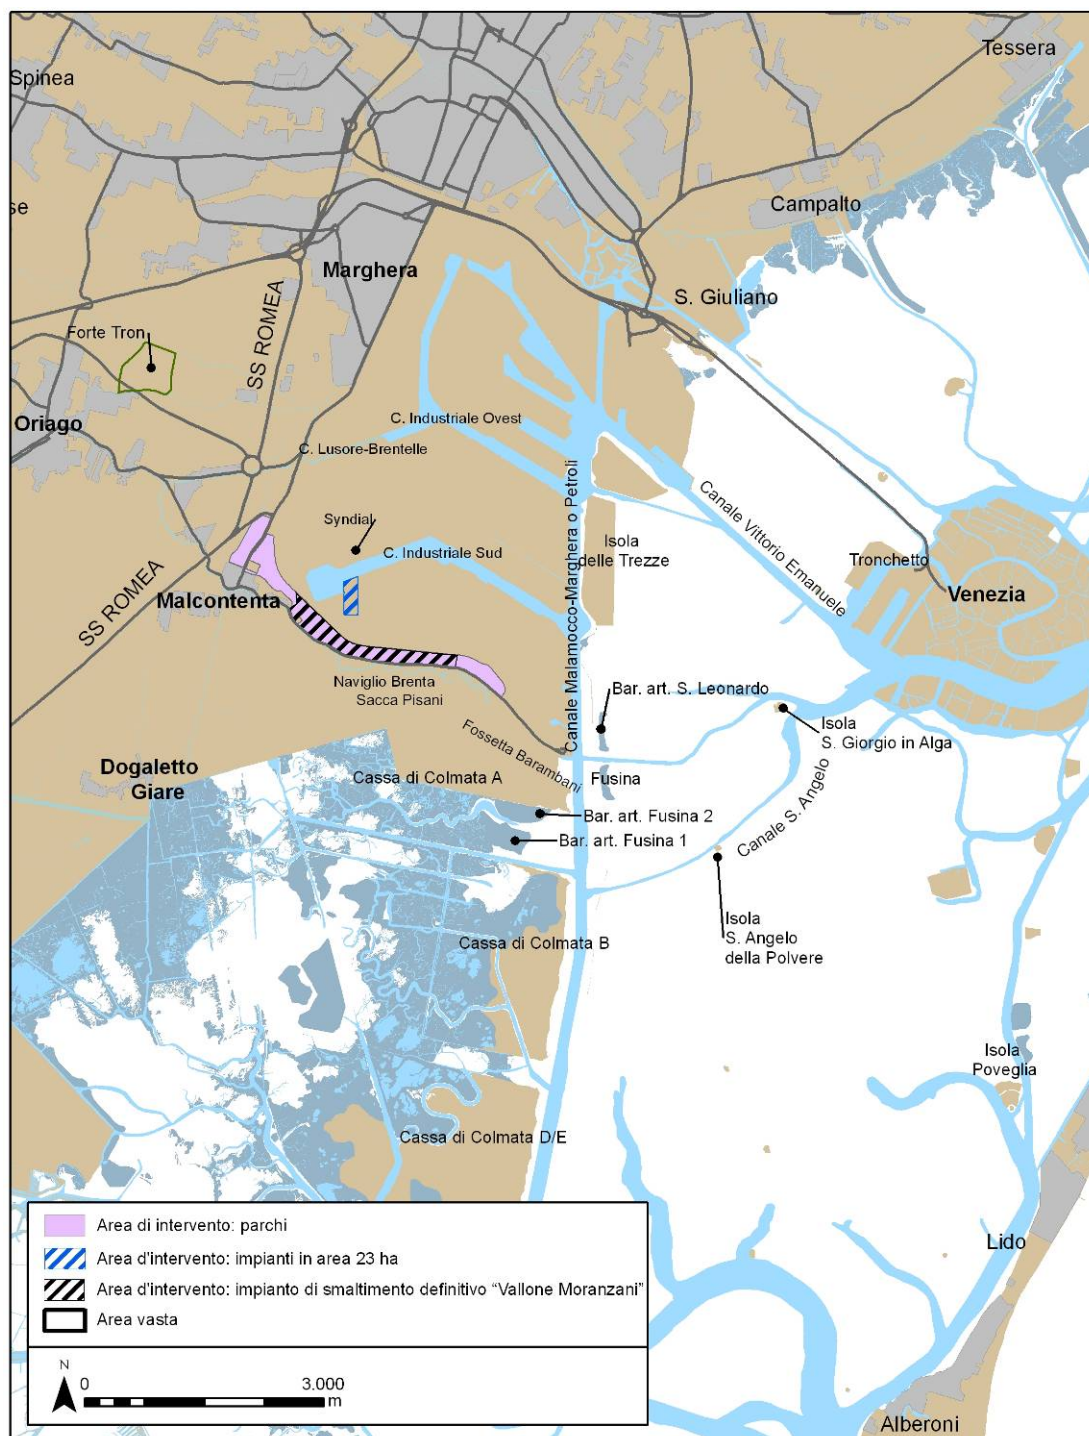 Tessera
Spinea
Campalto
se
Marghera
S. Giuliano
Forte Tron
SS ROMEA
Oriago
C. Industriale Ovest
C. Lusore-Brentelle
Canale Malamocco-Marghera o Petroli
Canale Vittorio Emanuele
Syndial
C. Industriale Sud
Isola
delle Trezze
Tronchetto
SS ROMEA
Malcontenta
Venezia
Naviglio Brenta
Sacca Pisani
Bar. art. S. Leonardo
Fossetta Barambani
Isola
S. Giorgio in Alga
Dogaletto
Giare
Cassa di Colmata A
Fusina
Canale S. Angelo
Bar. art. Fusina 2
Bar. art. Fusina 1
Isola
S. Angelo
della Polvere
Cassa di Colmata B
Isola
Poveglia
Cassa di Colmata D/E
Lido
Alberoni
Area di intervento: parchi
Area d'intervento: impianti in area 23 ha
Area d'intervento: impianto di smaltimento definitivo “Vallone Moranzani”
Area vasta
N
0 3.000
m